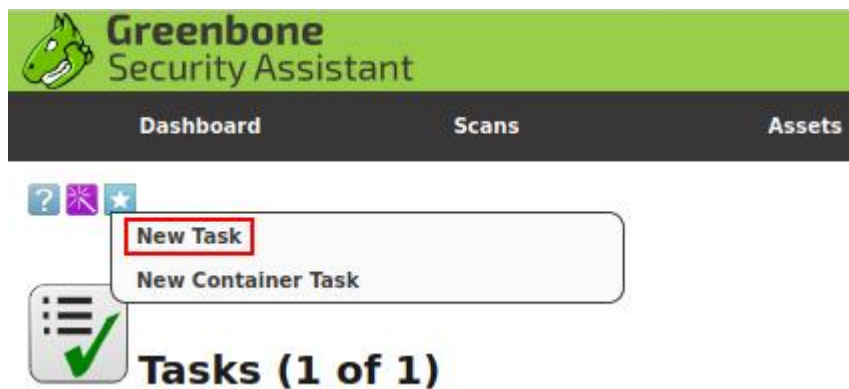 Greenbone
Security Assistant
Dashboard Scans Assets
?
New Task
New Container Task
Tasks (1 of 1)